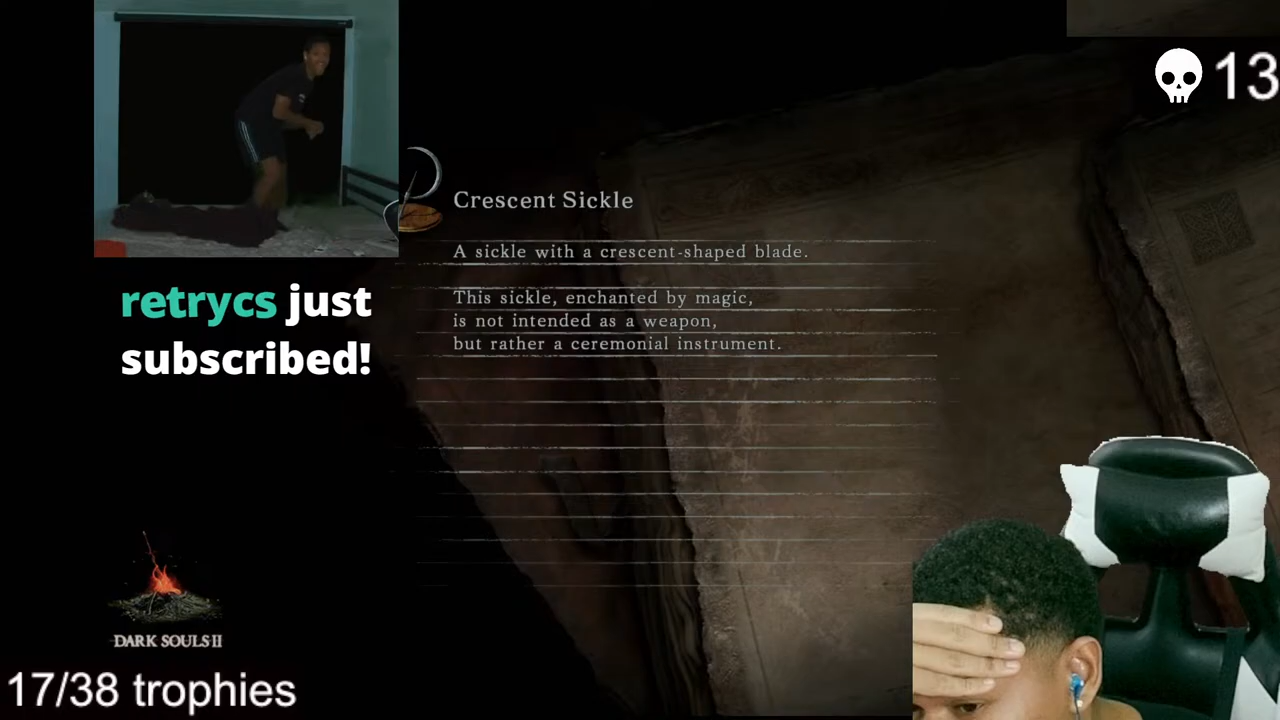 13
Crescent Sickle
A sickle with a crescent-shaped blade.
This sickle, enchanted by magic,
is not intended as a weapon,
but rather a ceremonial instrument.
retrycs just
subscribed!
DARK SOULS II
17/38 trophies